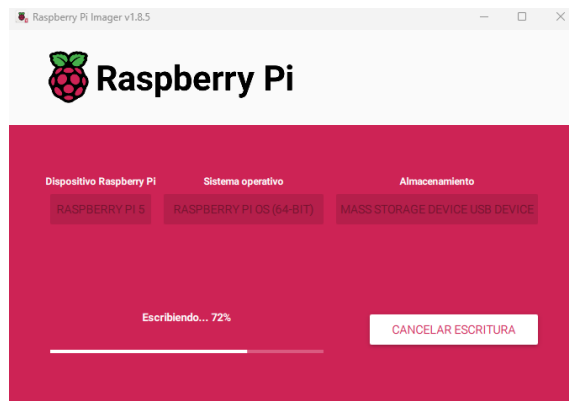 Raspberry Pi Imager v1.8.5
Raspberry Pi
Dispositivo Raspberry Pi Sistema operativo Almacenamiento
RASPBERRY PI 5 RASPBERRY PI OS (64-BIT) MASS STORAGE DEVICE USB DEVICE
Escribiendo... 72%
CANCELAR ESCRITURA